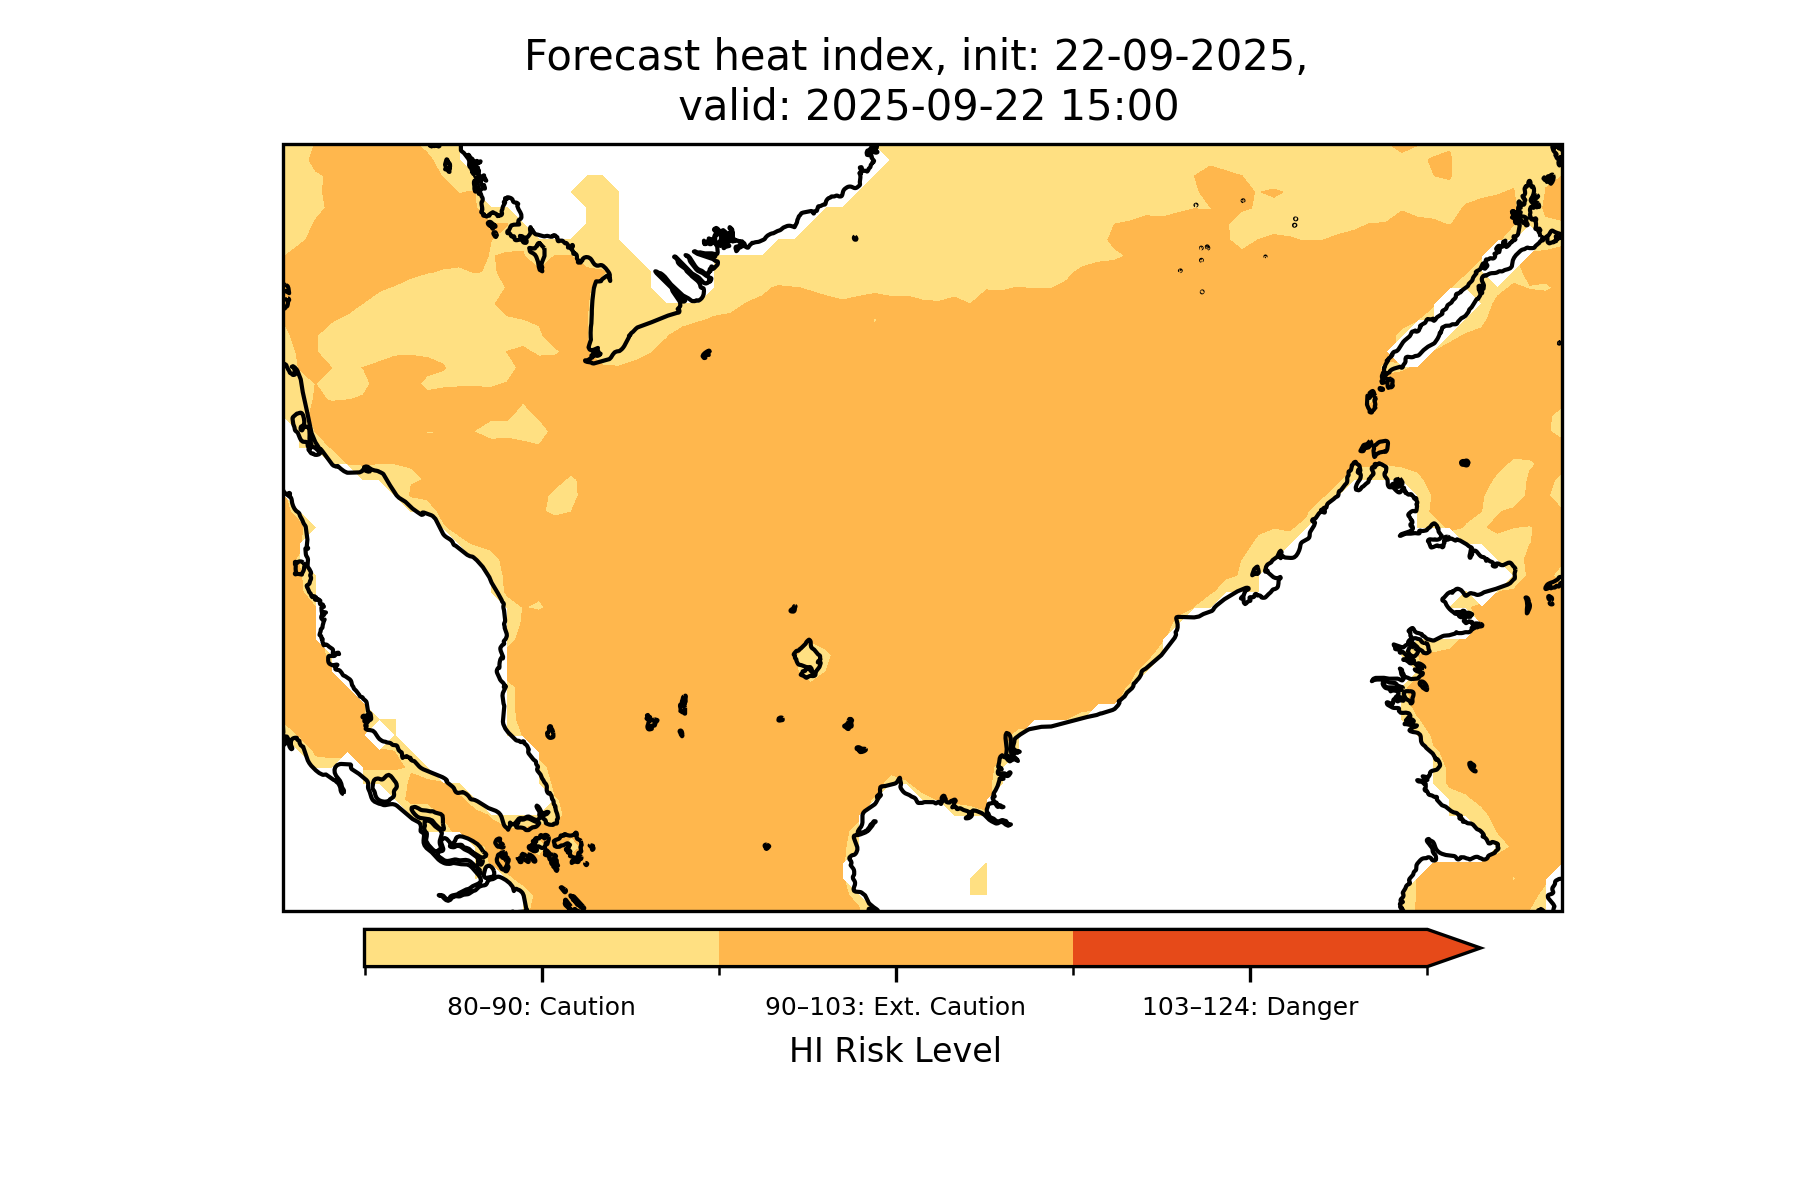 Forecast heat index, init: 22-09-2025,
valid: 2025-09-22 15:00
80–90: Caution
90–103: Ext. Caution
103–124: Danger
HI Risk Level